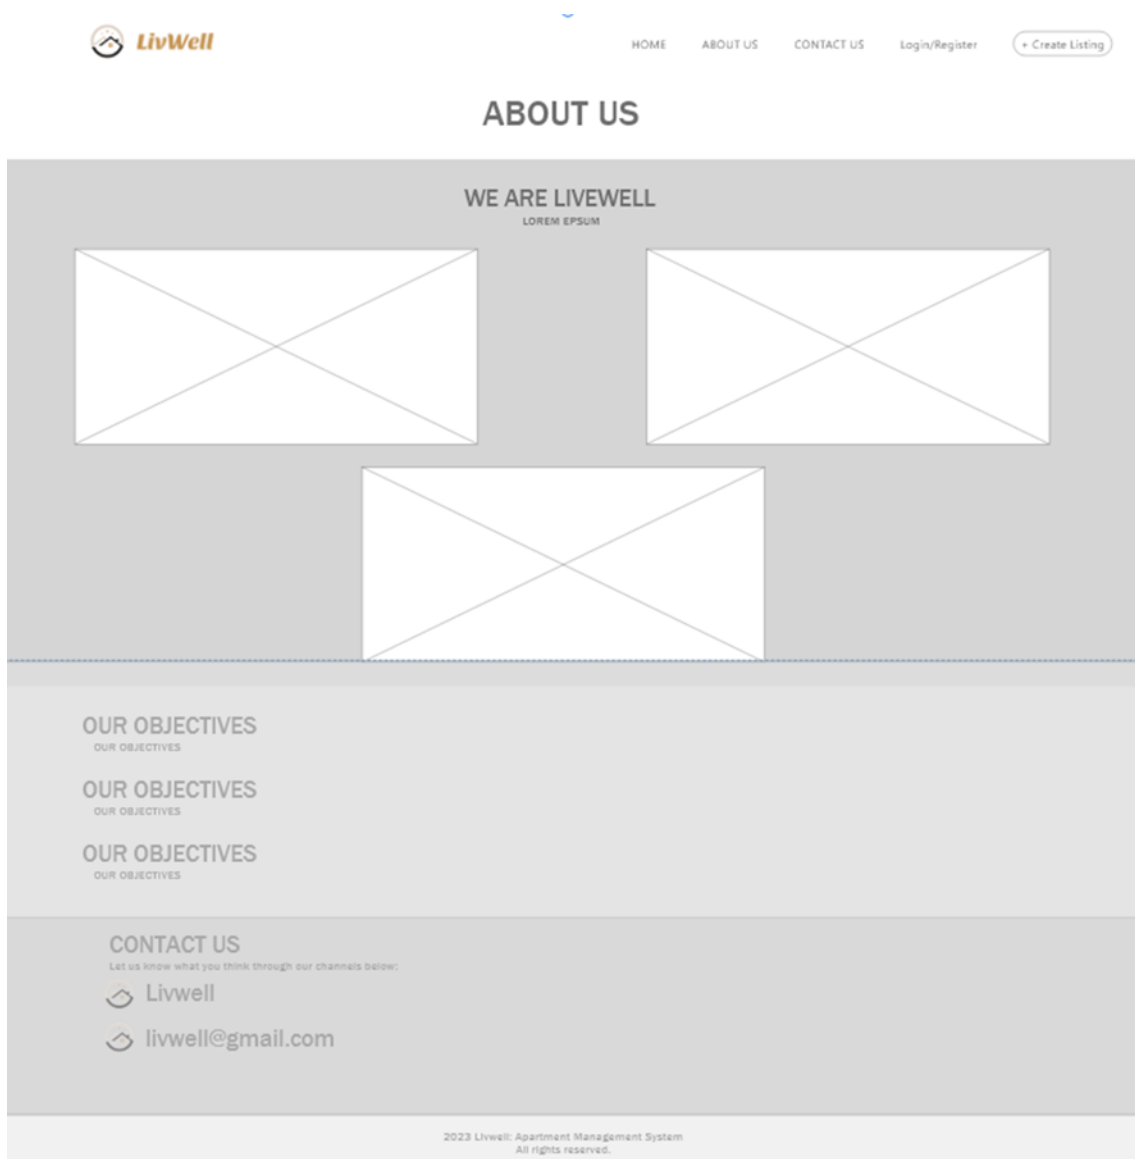 LivWell
HOME ABOUT US CONTACT US Login/Register + Create Listing
ABOUT US
WE ARE LIVEWELL
LOREM EPSUM
OUR OBJECTIVES
OUR OBJECTIVES
OUR OBJECTIVES
OUR OBJECTIVES
OUR OBJECTIVES
OUR OBJECTIVES
CONTACT US
Let us know what you think through our channels below:
Livwell
livwell@gmail.com
2023 Livwell: Apartment Management System
All rights reserved.